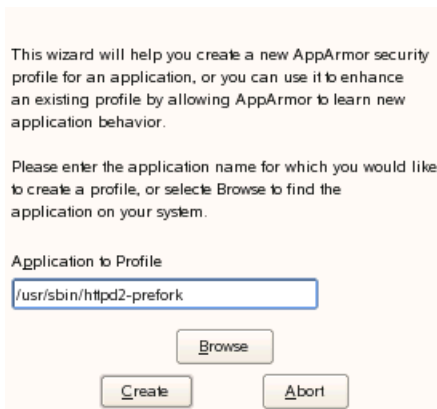 This wizard will help you create a new AppArmor security
profile for an application, or you can use it to enhance
an existing profile by allowing AppArmor to learn new
application behavior.
Please enter the application name for which you would like
to create a profile, or selecte Browse to find the
application on your system.
Application to Profile
/usr/sbin/httpd2-prefork
Browse
Create Abort